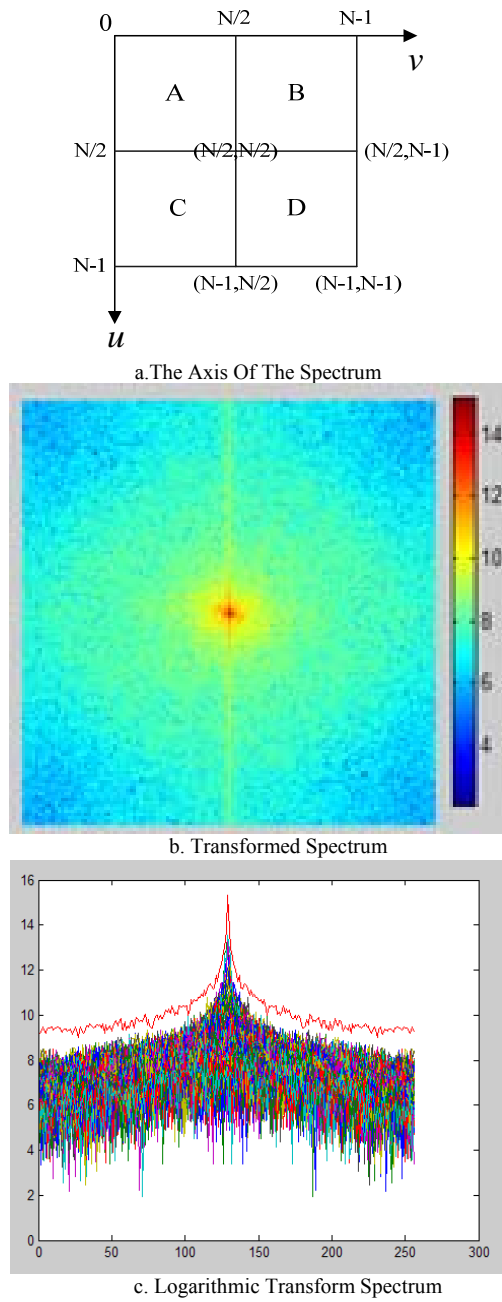 0 N/2 N-1
v
A B
N/2 (N/2,N/2) (N/2,N-1)
C D
N-1 (N-1,N/2) (N-1,N-1)
u
a.The Axis Of The Spectrum
14
12
10
8
6
4
b. Transformed Spectrum
16
14
12
10
8
6
4
2
0
0 50 100 150 200 250 300
c. Logarithmic Transform Spectrum